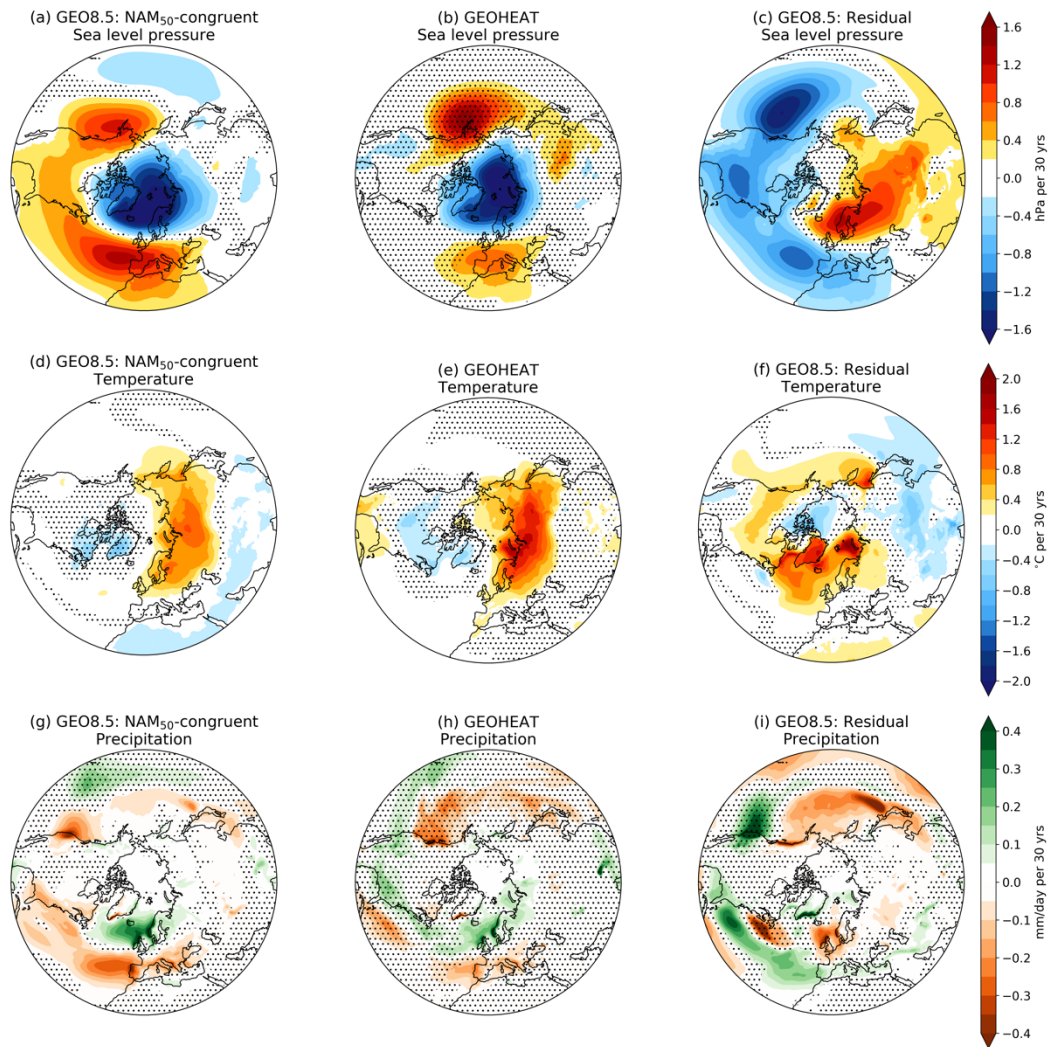 (a) GEO8.5: NAM₅₀-congruent
Sea level pressure
(b) GEOHEAT
Sea level pressure
(c) GEO8.5: Residual
Sea level pressure
1.6
1.2
0.8
0.4
0.0
−0.4
−0.8
−1.2
−1.6
hPa per 30 yrs
(d) GEO8.5: NAM₅₀-congruent
Temperature
(e) GEOHEAT
Temperature
(f) GEO8.5: Residual
Temperature
2.0
1.6
1.2
0.8
0.4
0.0
−0.4
−0.8
−1.2
−1.6
−2.0
°C per 30 yrs
(g) GEO8.5: NAM₅₀-congruent
Precipitation
(h) GEOHEAT
Precipitation
(i) GEO8.5: Residual
Precipitation
0.4
0.3
0.2
0.1
0.0
−0.1
−0.2
−0.3
−0.4
mm/day per 30 yrs